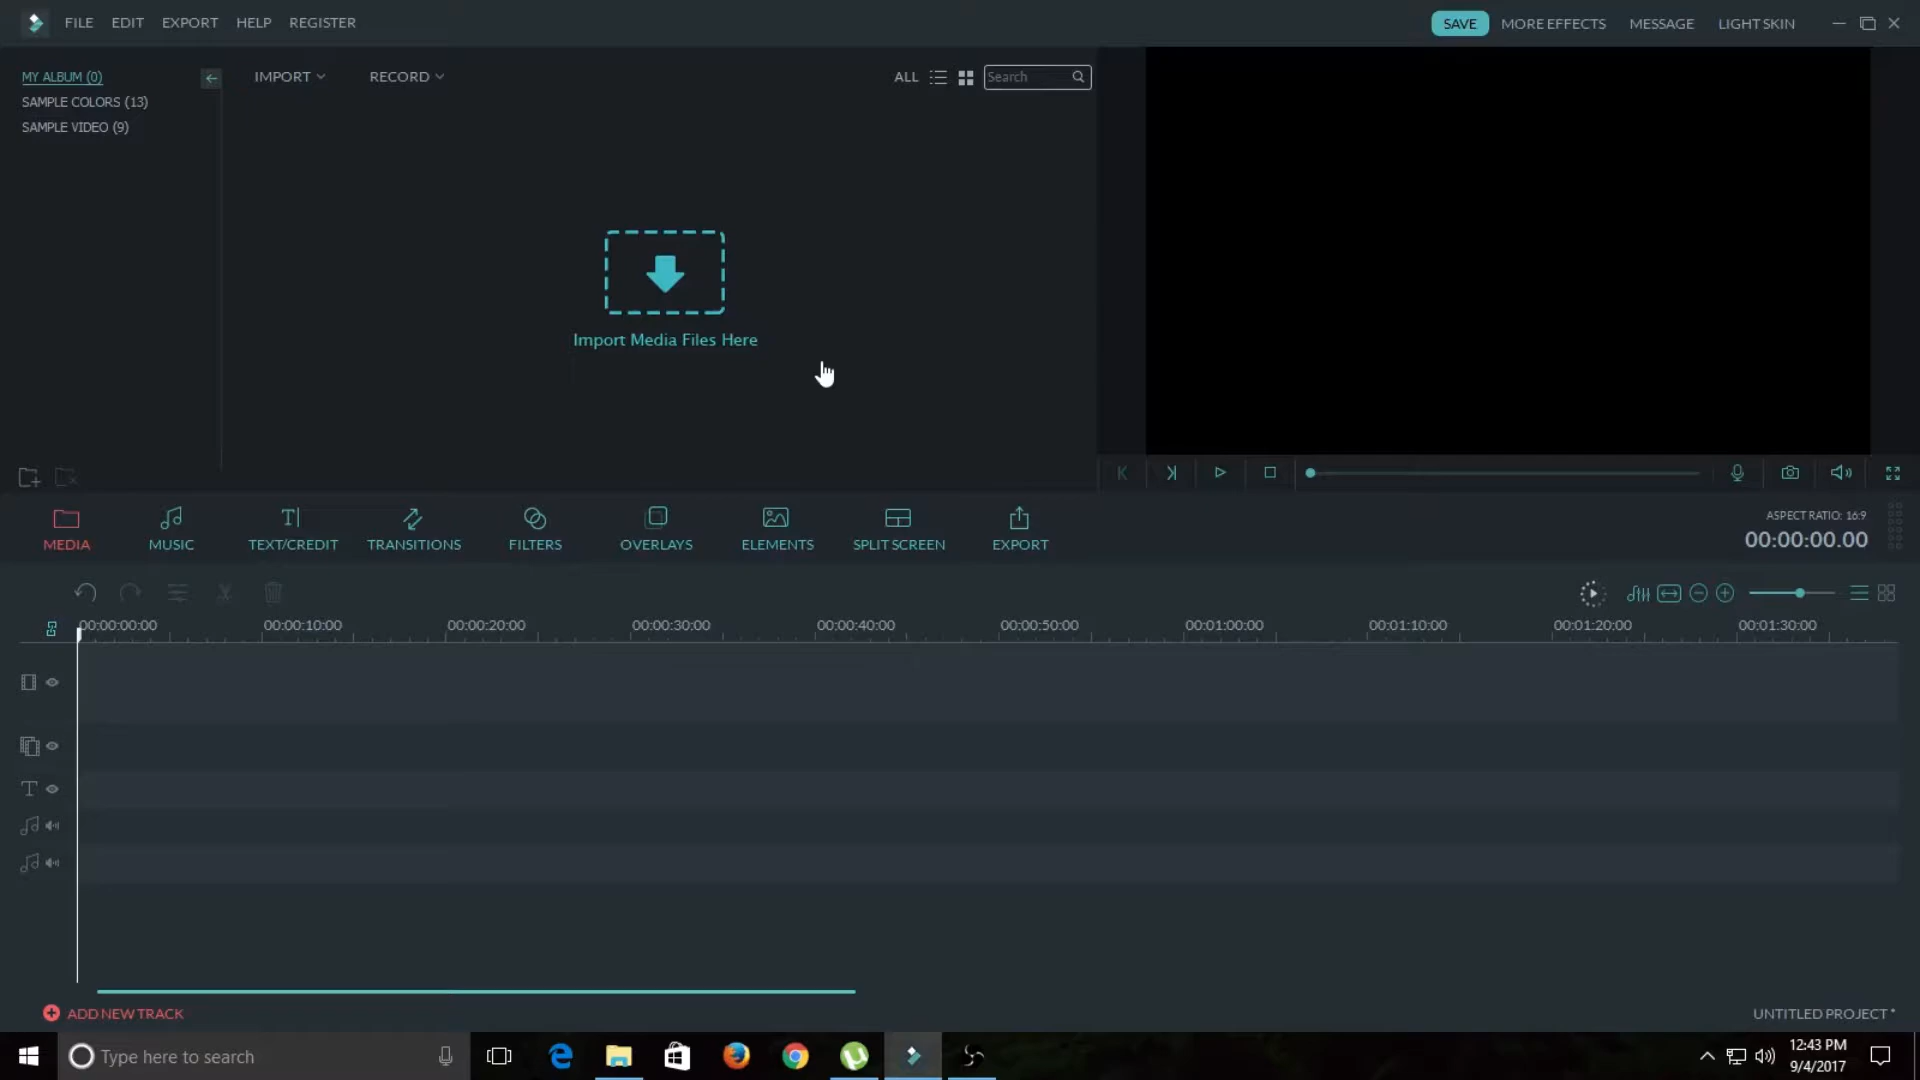 FILE EDIT EXPORT HELP REGISTER
SAVE MORE EFFECTS MESSAGE LIGHT SKIN
MY ALBUM (0)
SAMPLE COLORS (13)
SAMPLE VIDEO (9)
IMPORT RECORD
ALL Search
Import Media Files Here
MEDIA MUSIC TEXT/CREDIT TRANSITIONS FILTERS OVERLAYS ELEMENTS SPLIT SCREEN EXPORT
ASPECT RATIO: 16:9
00:00:00.00
00:00:00:00 00:00:10:00 00:00:20:00 00:00:30:00 00:00:40:00 00:00:50:00 00:01:00:00 00:01:10:00 00:01:20:00 00:01:30:00
ADD NEW TRACK
UNTITLED PROJECT *
Type here to search
12:43 PM
9/4/2017